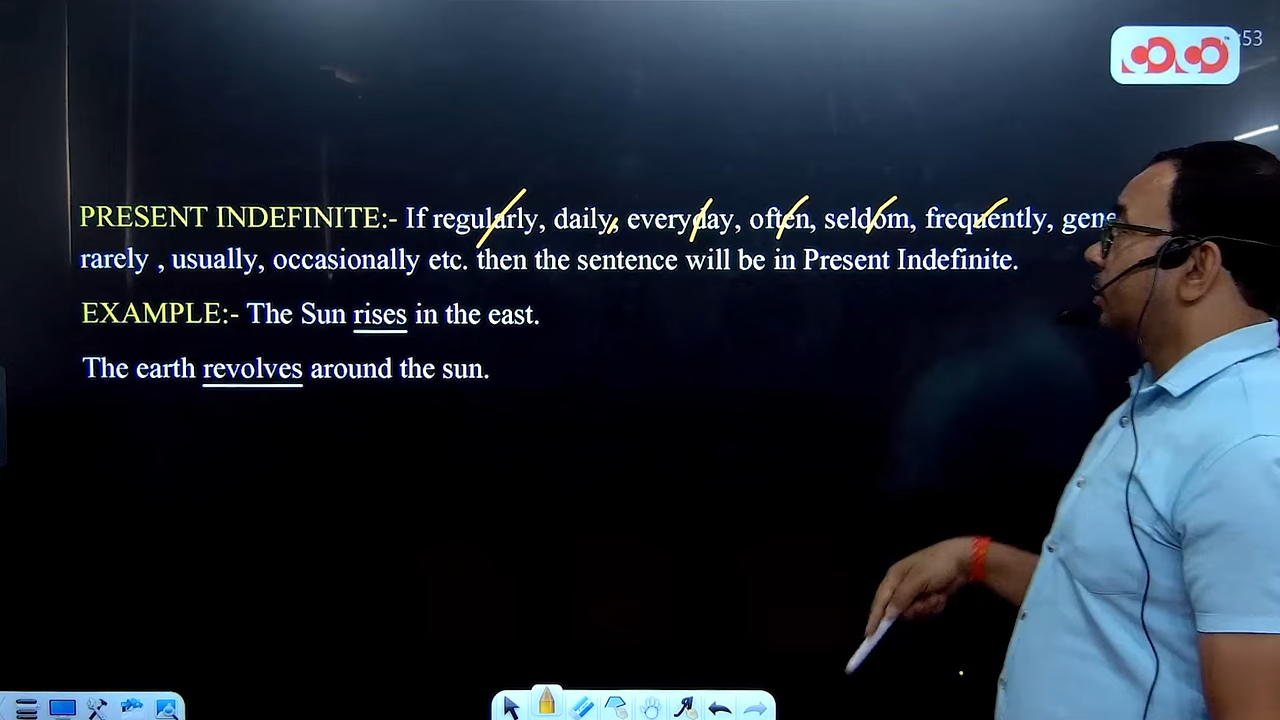 :53
PRESENT INDEFINITE:- If regularly, daily, everyday, often, seldom, frequently,
rarely , usually, occasionally etc. then the sentence will be in Present Indefinite.
EXAMPLE:- The Sun rises in the east.
The earth revolves around the sun.